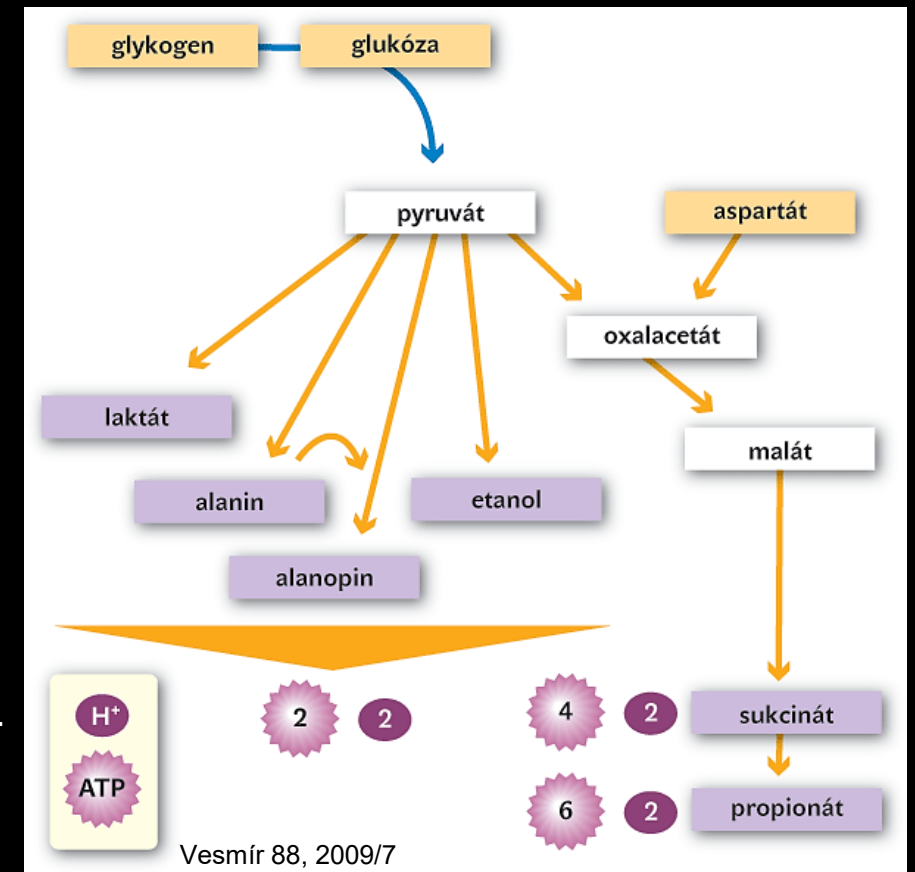 glykogen
glukóza
pyruvát
aspartát
oxalacetát
laktát
malát
alanin
etanol
alanopin
H⁺
ATP
2
2
4
2
sukcinát
6
2
propionát
.
Vesmír 88, 2009/7